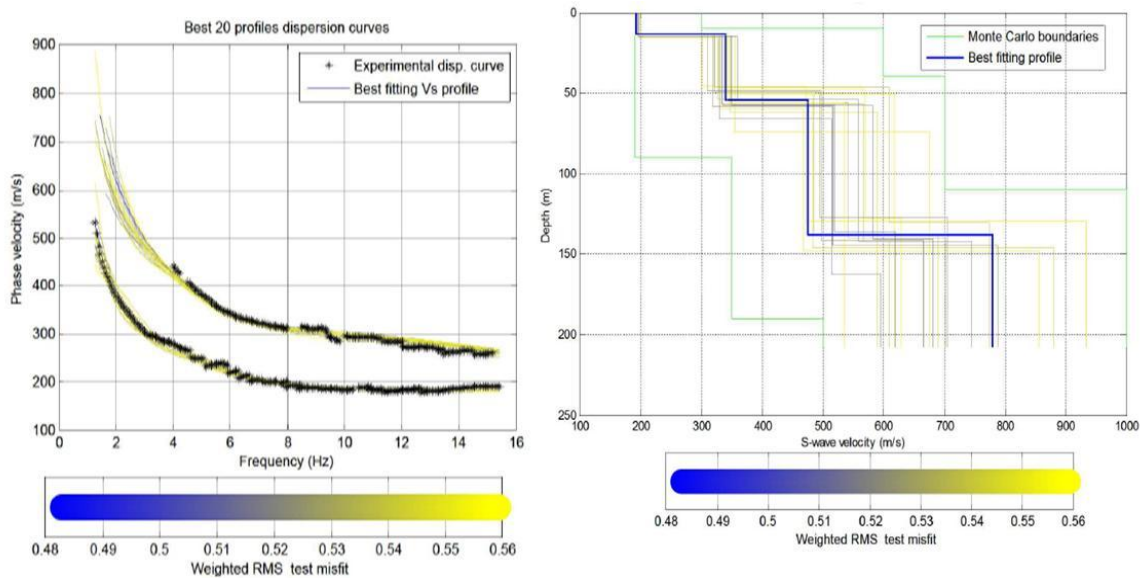 Best 20 profiles dispersion curves
900
800
700
600
500
400
300
200
100
Phase velocity (m/s)
Experimental disp. curve
Best fitting Vs profile
0 2 4 6 8 10 12 14 16
Frequency (Hz)
0.48 0.49 0.5 0.51 0.52 0.53 0.54 0.55 0.56
Weighted RMS test misfit
0
50
100
150
200
250
Depth (m)
Monte Carlo boundaries
Best fitting profile
100 200 300 400 500 600 700 800 900 1000
S-wave velocity (m/s)
0.48 0.49 0.5 0.51 0.52 0.53 0.54 0.55 0.56
Weighted RMS test misfit